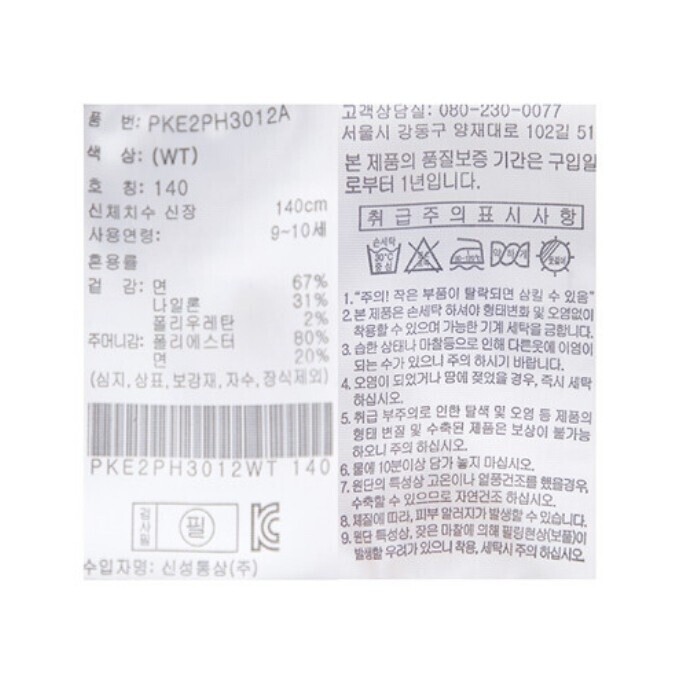 품 번: PKE2PH3012A
색 상: (WT)
호 칭: 140
신체치수 신장 140cm
사용연령: 9~10세
혼용률
겉 감: 면 67%
나일론 31%
폴리우레탄 2%
주머니감: 폴리에스터 80%
면 20%
(심지, 상표, 보강재, 자수, 장식제외)
PKE2PH3012WT 140
검사필
필
수입자명: 신성통상(주)
고객상담실: 080-230-0077
서울시 강동구 양재대로 102길 51
본 제품의 품질보증 기간은 구입일
로부터 1년입니다.
취급주의표시사항
손세탁
30℃
중성
약하게
1. "주의! 작은 부품이 탈락되면 삼킬 수 있음"
2. 본 제품은 손세탁 하셔야 형태변화 및 오염없이
착용할 수 있으며 가능한 기계 세탁을 금합니다.
3. 습한 상태나 마찰등으로 인해 다른옷에 이염이
되는 수가 있으니 주의 하시기 바랍니다.
4. 오염이 되었거나 땀에 젖었을 경우, 즉시 세탁
하십시오.
5. 취급 부주의로 인한 탈색 및 오염 등 제품의
형태 변질 및 수축된 제품은 보상이 불가능
하오니 주의 하십시오.
6. 물에 10분이상 담가 놓지 마십시오.
7. 원단의 특성상 고온이나 열풍건조를 했을경우,
수축할 수 있으므로 자연건조 하십시오.
8. 체질에 따라, 피부 알러지가 발생할 수 있습니다.
9. 원단 특성상, 잦은 마찰에 의해 필링현상(보풀)이
발생할 우려가 있으니 착용, 세탁시 주의 하십시오.